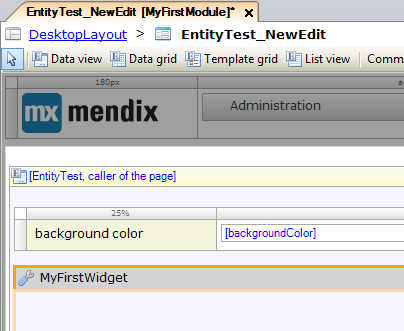 EntityTest_NewEdit [MyFirstModule]*
DesktopLayout > EntityTest_NewEdit
Data view Data grid Template grid List view Comm
180px a
mx mendix Administration
[EntityTest, caller of the page]
25%
background color [backgroundColor]
MyFirstWidget